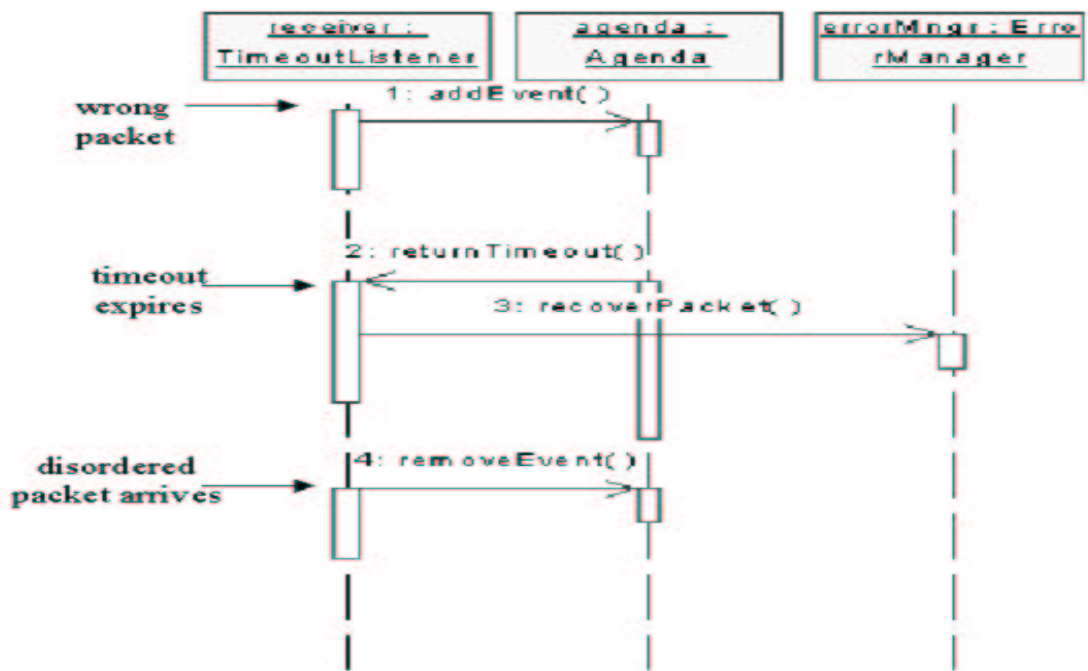 receiver :
TimeoutListener
agenda :
Agenda
errorMngr : Erro
rManager
wrong
packet
1: addEvent( )
2: returnTimeout( )
timeout
expires
3: recoverPacket( )
disordered
packet arrives
4: removeEvent( )